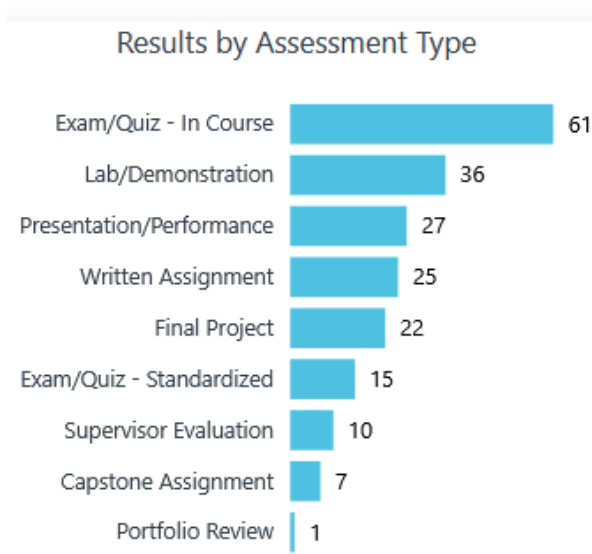 Results by Assessment Type
Exam/Quiz - In Course 61
Lab/Demonstration 36
Presentation/Performance 27
Written Assignment 25
Final Project 22
Exam/Quiz - Standardized 15
Supervisor Evaluation 10
Capstone Assignment 7
Portfolio Review 1